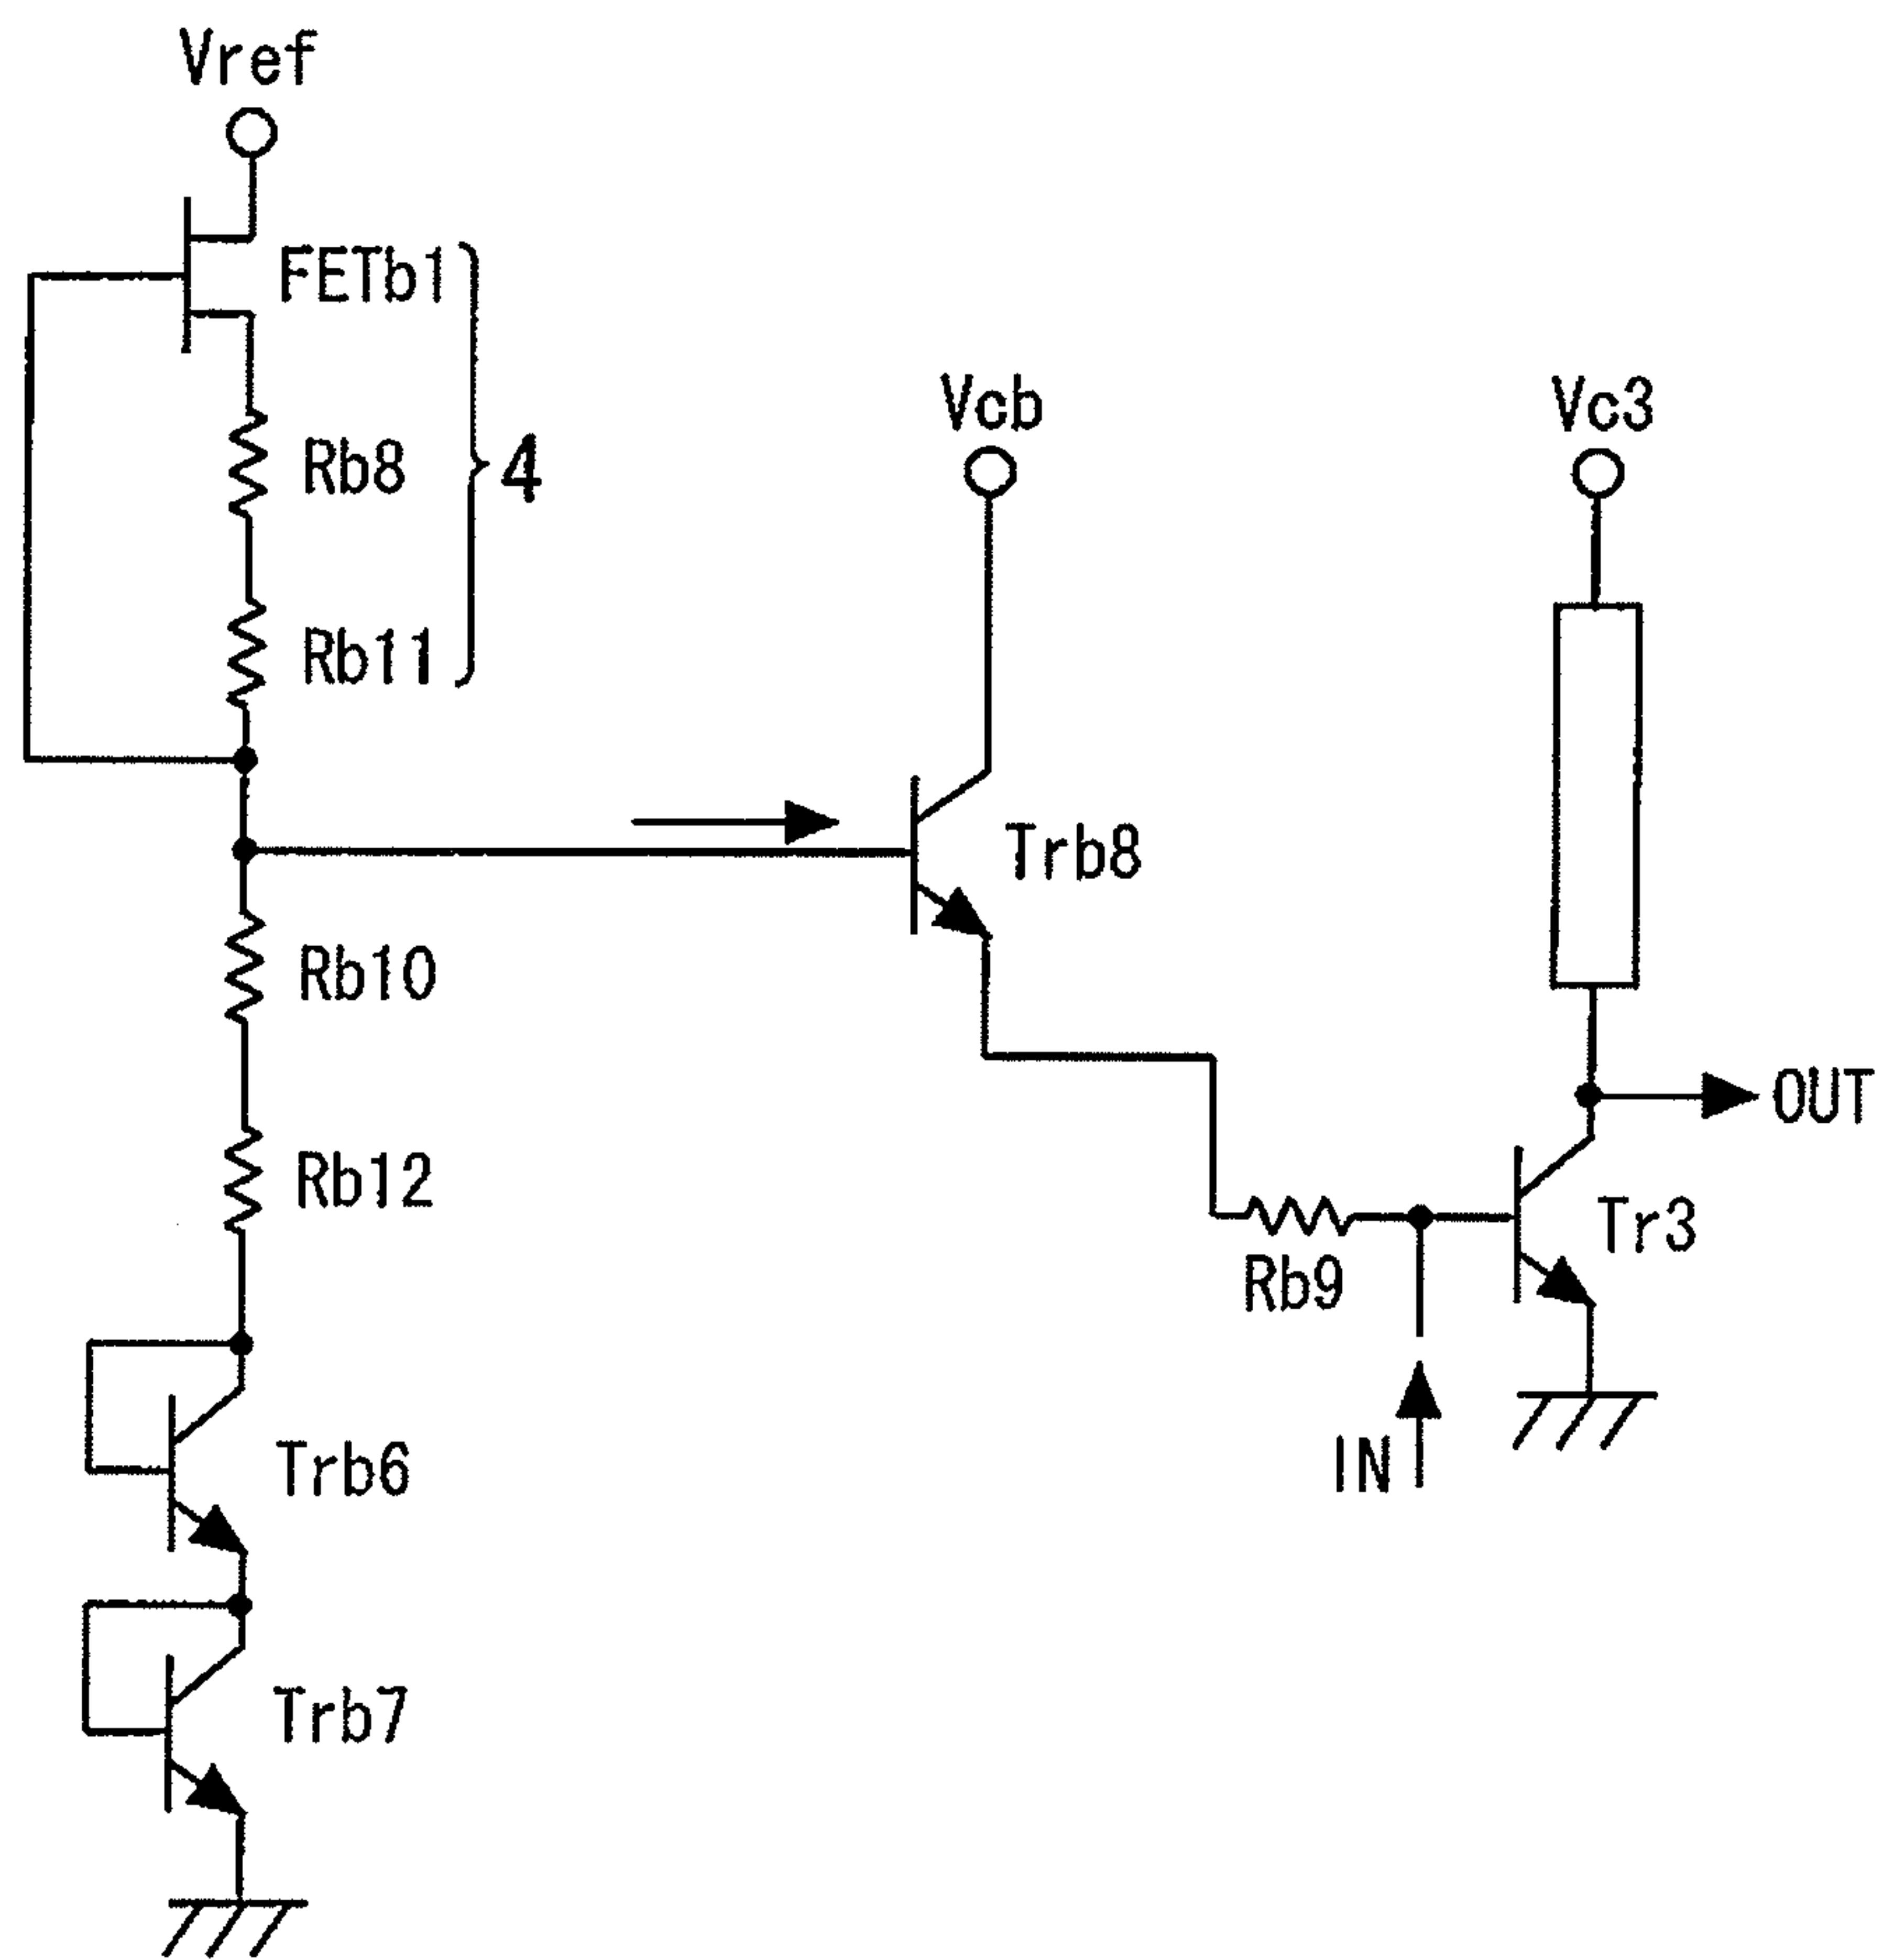 Vref
FETb1
Rb8
4
Rb11
Vcb
Vc3
Trb8
Rb10
OUT
Rb12
Tr3
Rb9
IN
Trb6
Trb7